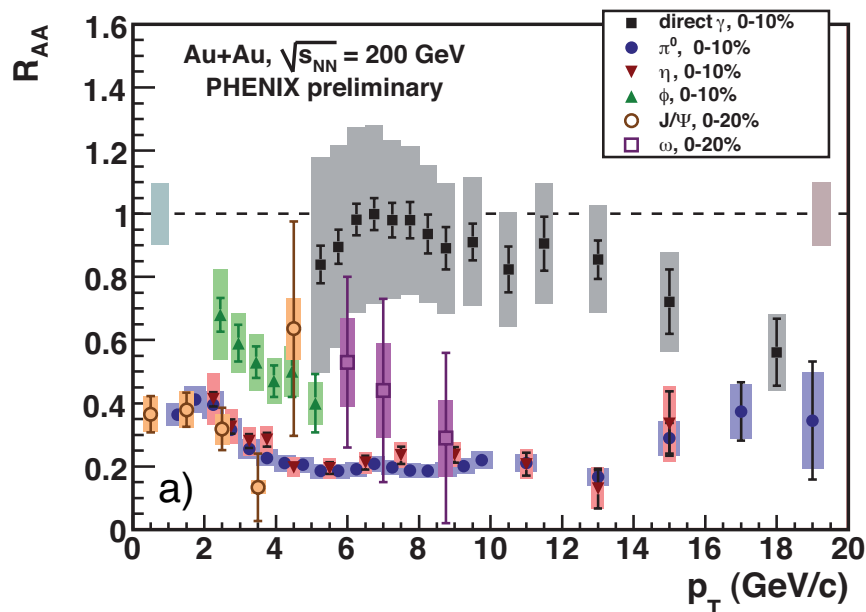 R_AA
1.6
1.4
1.2
1
0.8
0.6
0.4
0.2
0
Au+Au, √s_NN = 200 GeV
PHENIX preliminary
direct γ, 0-10%
π⁰, 0-10%
η, 0-10%
ϕ, 0-10%
J/Ψ, 0-20%
ω, 0-20%
a)
0 2 4 6 8 10 12 14 16 18 20
p_T (GeV/c)